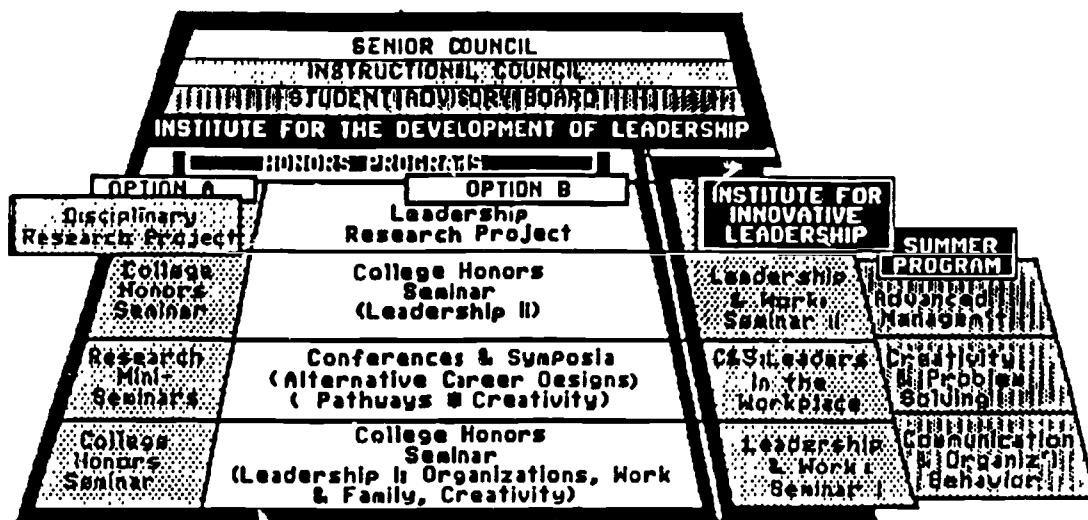 SENIOR COUNCIL
INSTRUCTIONAL COUNCIL
STUDENT ADVISORY BOARD
INSTITUTE FOR THE DEVELOPMENT OF LEADERSHIP
HONORS PROGRAMS
OPTION A
Disciplinary
Research Project
College
Honors
Seminar
Research
Mini-
Seminars
College
Honors
Seminar
OPTION B
Leadership
Research Project
College Honors
Seminar
(Leadership II)
Conferences & Symposia
(Alternative Career Designs)
( Pathways & Creativity)
College Honors
Seminar
(Leadership I: Organizations, Work
& Family, Creativity)
INSTITUTE FOR
INNOVATIVE
LEADERSHIP
Leadership
& Work:
Seminar II
C&S: Leaders
in the
Workplace
Leadership
& Work:
Seminar I
SUMMER
PROGRAM
Advanced
Managem't
Creativity
& Problem
Solving
Communication
& Organiz'l
Behavior